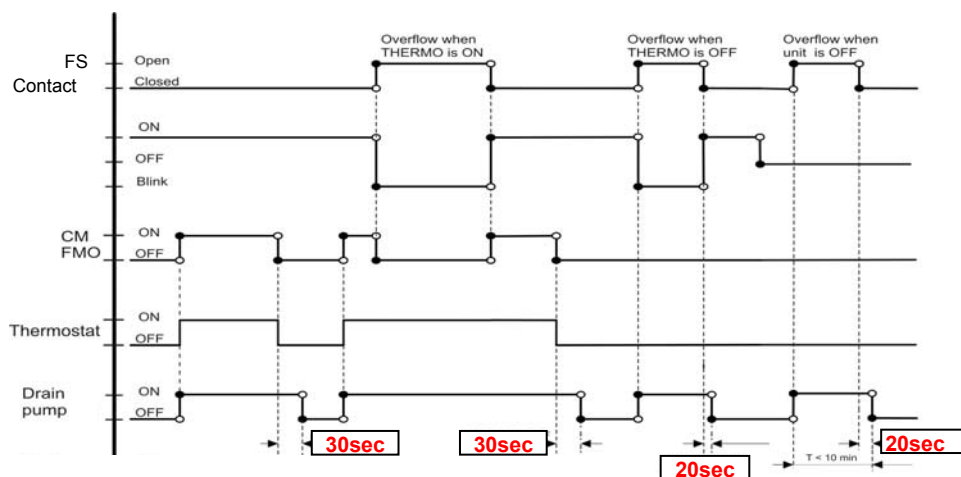 Overflow when
THERMO is ON
Overflow when
THERMO is OFF
Overflow when
unit is OFF
FS
Contact
Open
Closed
ON
OFF
Blink
CM
FMO
ON
OFF
Thermostat
ON
OFF
Drain
pump
ON
OFF
30sec
30sec
20sec
20sec
T < 10 min